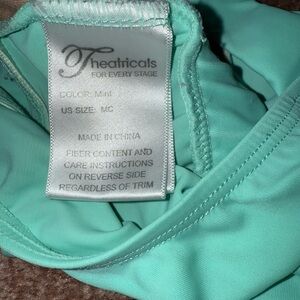 Theatricals
FOR EVERY STAGE
COLOR: Mint
US SIZE: MC
MADE IN CHINA
FIBER CONTENT AND
CARE INSTRUCTIONS
ON REVERSE SIDE
REGARDLESS OF TRIM